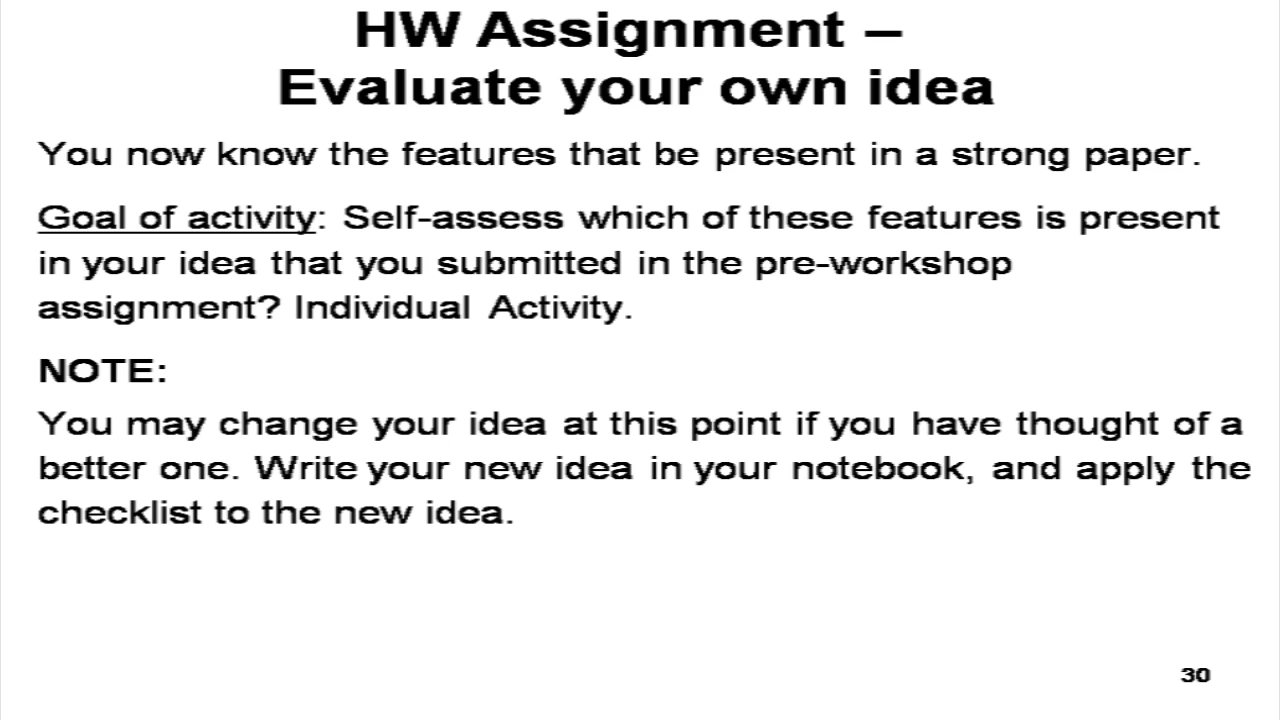 HW Assignment –
Evaluate your own idea
You now know the features that be present in a strong paper.
Goal of activity: Self-assess which of these features is present
in your idea that you submitted in the pre-workshop
assignment? Individual Activity.
NOTE:
You may change your idea at this point if you have thought of a
better one. Write your new idea in your notebook, and apply the
checklist to the new idea.
30